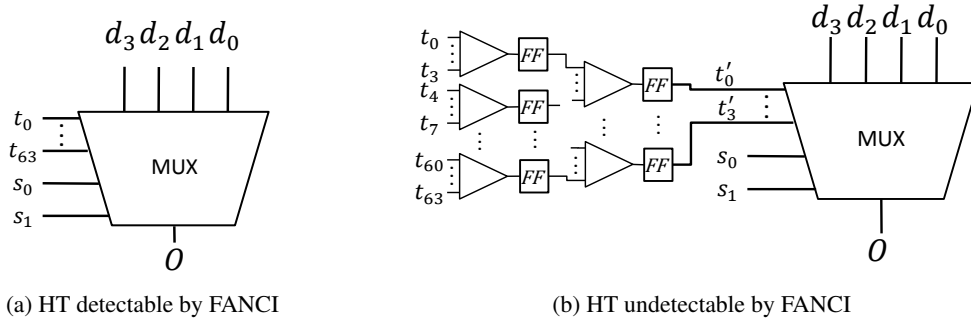 d₃ d₂ d₁ d₀
t₀
⋮
t₆₃
s₀
s₁
MUX
O
(a) HT detectable by FANCI
t₀
⋮
t₃
t₄
⋮
t₇
⋮
t₆₀
⋮
t₆₃
FF
FF
FF
FF
FF
t′₀
⋮
t′₃
s₀
s₁
d₃ d₂ d₁ d₀
MUX
O
(b) HT undetectable by FANCI